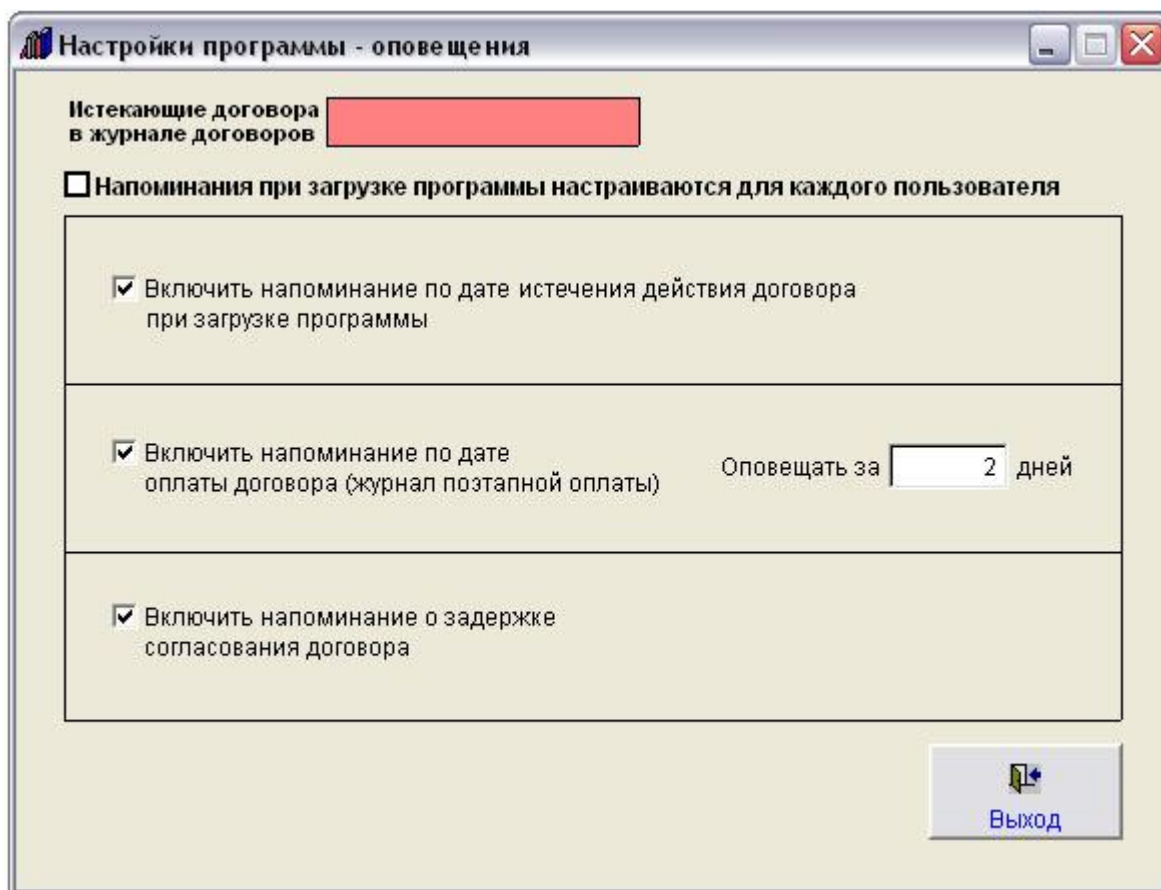 Настройки программы - оповещения
Истекающие договора
в журнале договоров
Напоминания при загрузке программы настраиваются для каждого пользователя
Включить напоминание по дате истечения действия договора
при загрузке программы
Включить напоминание по дате
оплаты договора (журнал поэтапной оплаты)
Оповещать за 2 дней
Включить напоминание о задержке
согласования договора
Выход